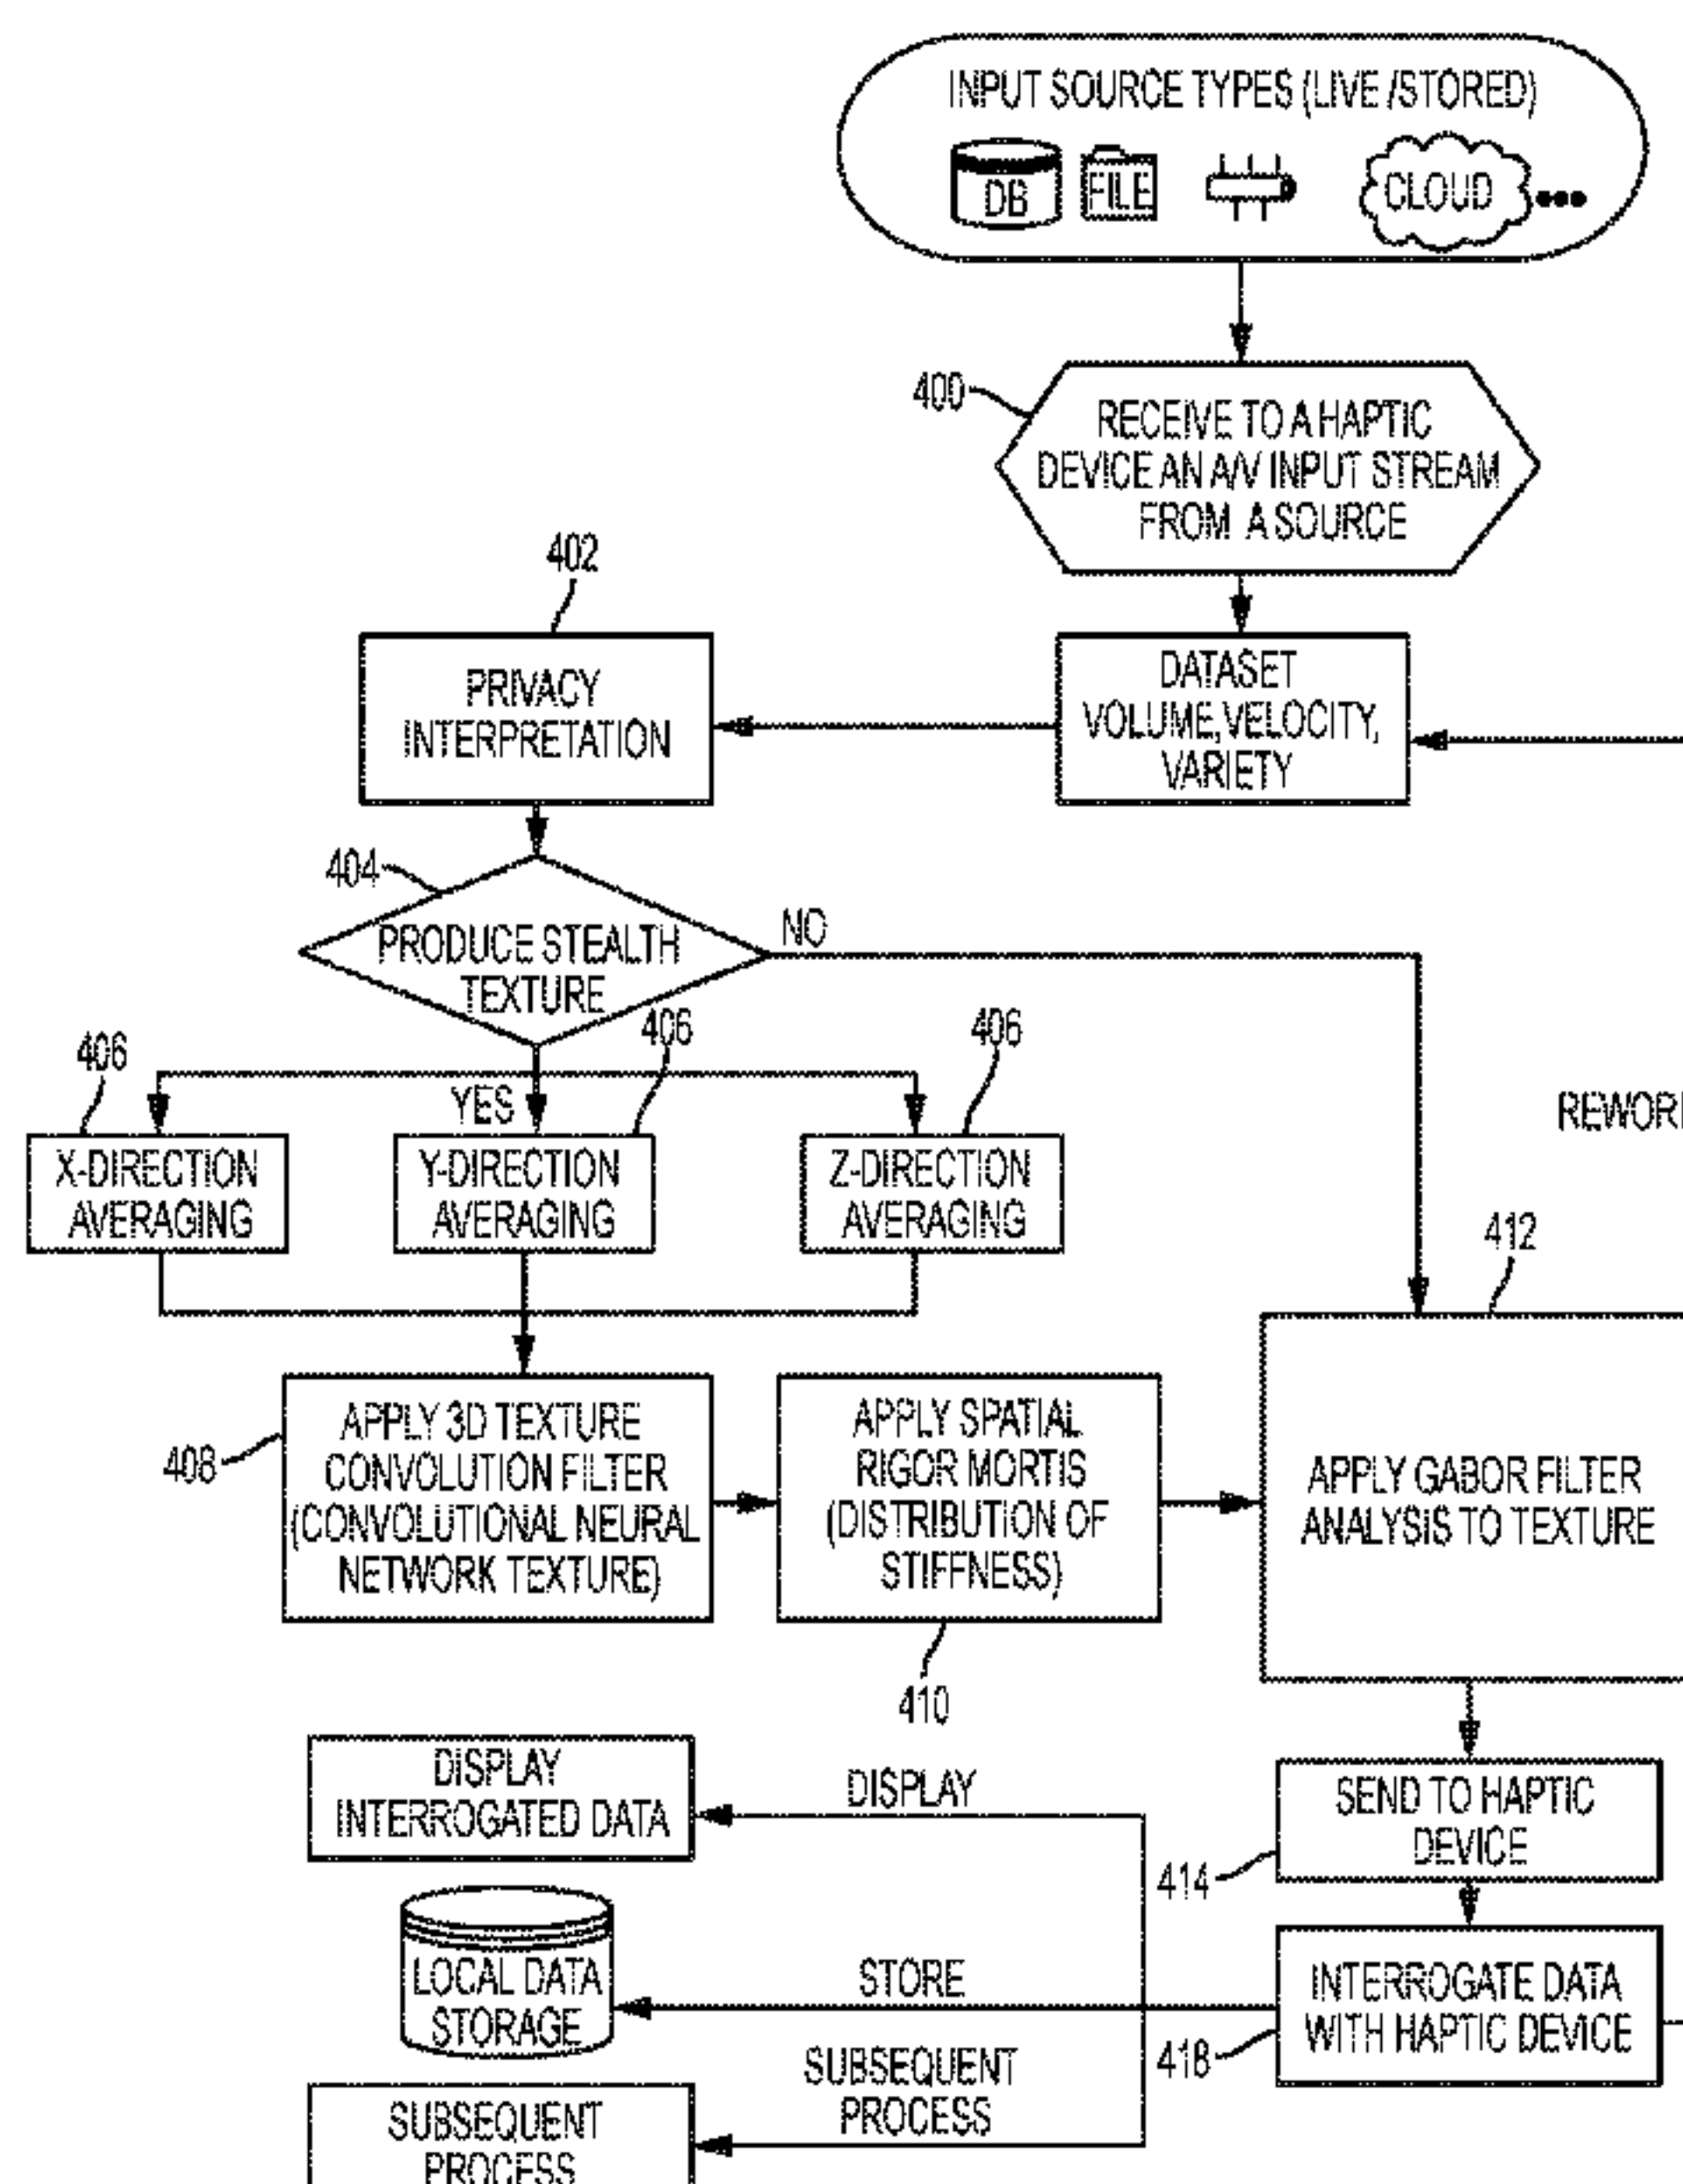 INPUT SOURCE TYPES (LIVE /STORED)
DB
FILE
CLOUD
400
RECEIVE TO A HAPTIC
DEVICE AN A/V INPUT STREAM
FROM A SOURCE
402
PRIVACY
INTERPRETATION
DATASET
VOLUME, VELOCITY,
VARIETY
404
PRODUCE STEALTH
TEXTURE
NO
406
406
406
YES
X-DIRECTION
AVERAGING
Y-DIRECTION
AVERAGING
Z-DIRECTION
AVERAGING
REWOR
412
408
APPLY 3D TEXTURE
CONVOLUTION FILTER
(CONVOLUTIONAL NEURAL
NETWORK TEXTURE)
APPLY SPATIAL
RIGOR MORTIS
(DISTRIBUTION OF
STIFFNESS)
410
APPLY GABOR FILTER
ANALYSIS TO TEXTURE
DISPLAY
INTERROGATED DATA
DISPLAY
SEND TO HAPTIC
DEVICE
414
LOCAL DATA
STORAGE
STORE
INTERROGATE DATA
WITH HAPTIC DEVICE
418
SUBSEQUENT
PROCESS
SUBSEQUENT
PROCESS